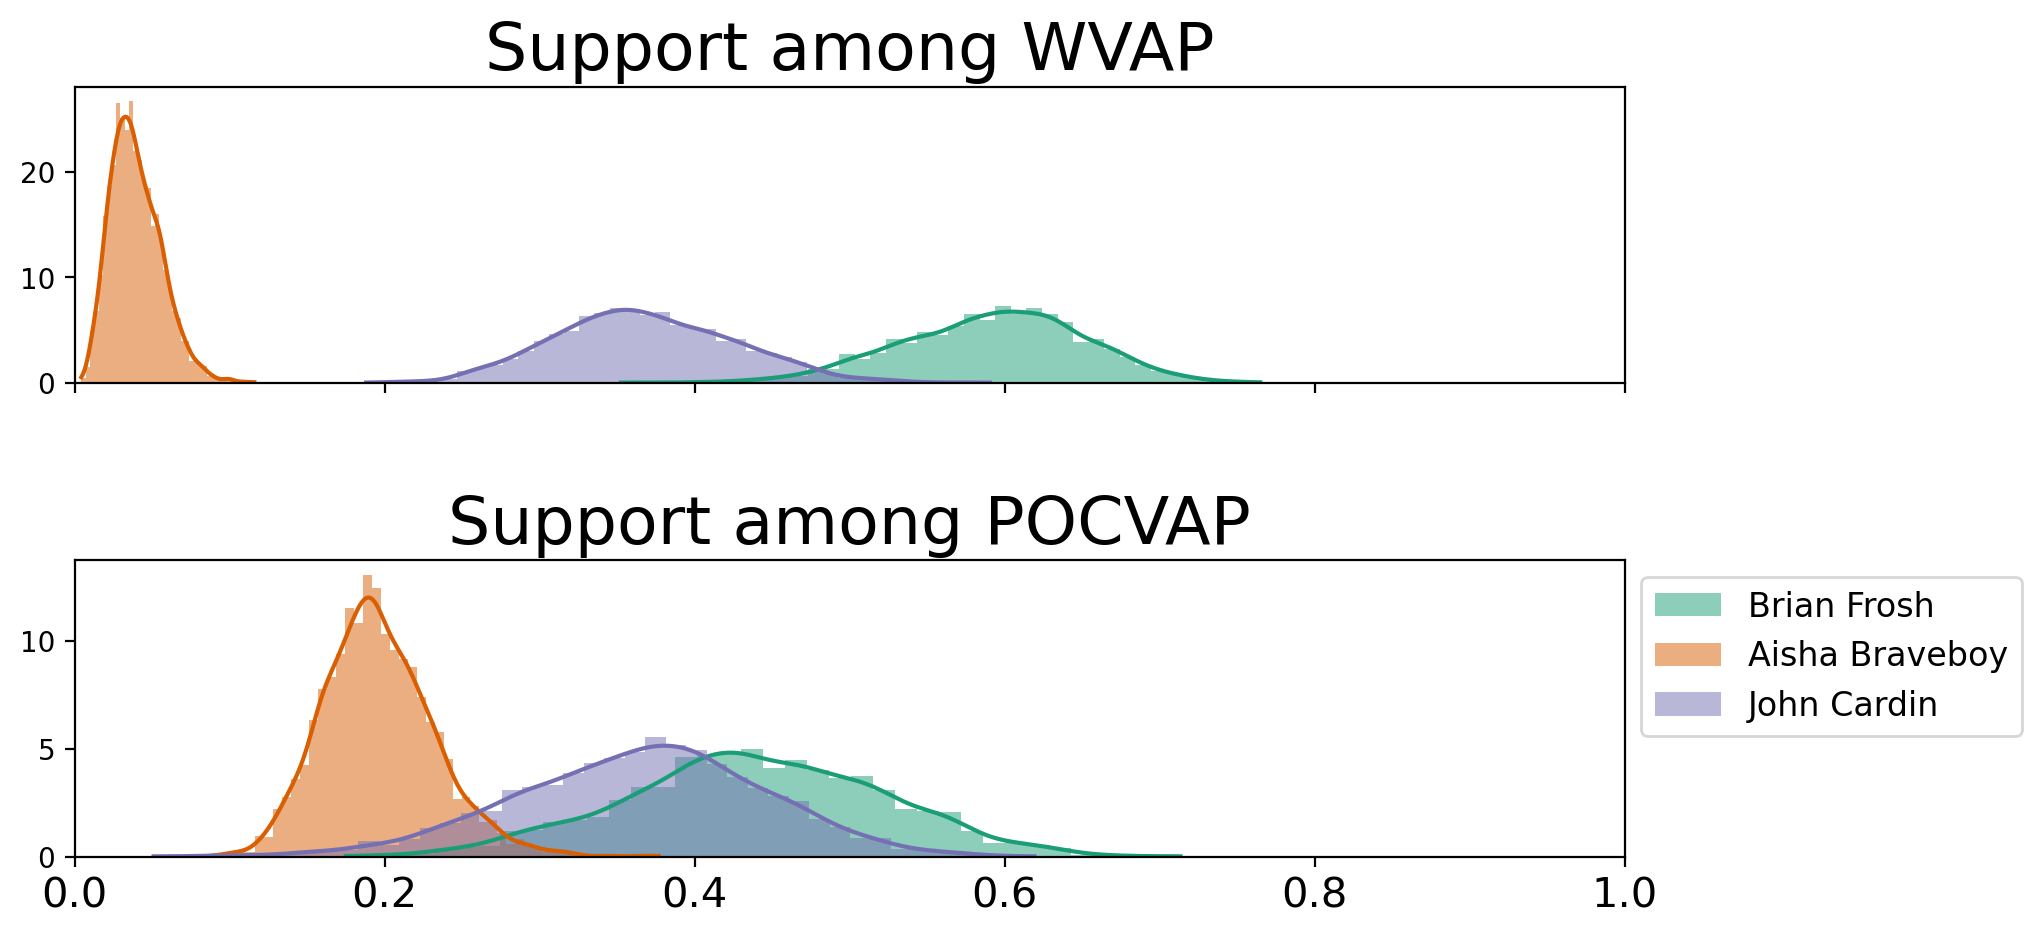 Support among WVAP
20
10
0
Support among POCVAP
10
5
0
0.0 0.2 0.4 0.6 0.8 1.0
Brian Frosh
Aisha Braveboy
John Cardin